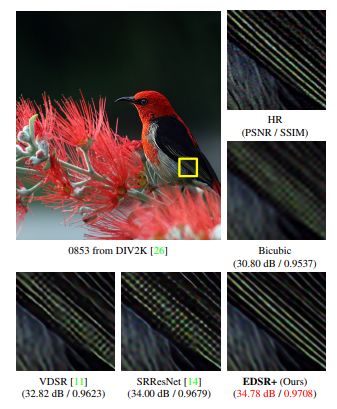 HR
(PSNR / SSIM)
0853 from DIV2K [26]
Bicubic
(30.80 dB / 0.9537)
VDSR [11]
(32.82 dB / 0.9623)
SRResNet [14]
(34.00 dB / 0.9679)
EDSR+ (Ours)
(34.78 dB / 0.9708)